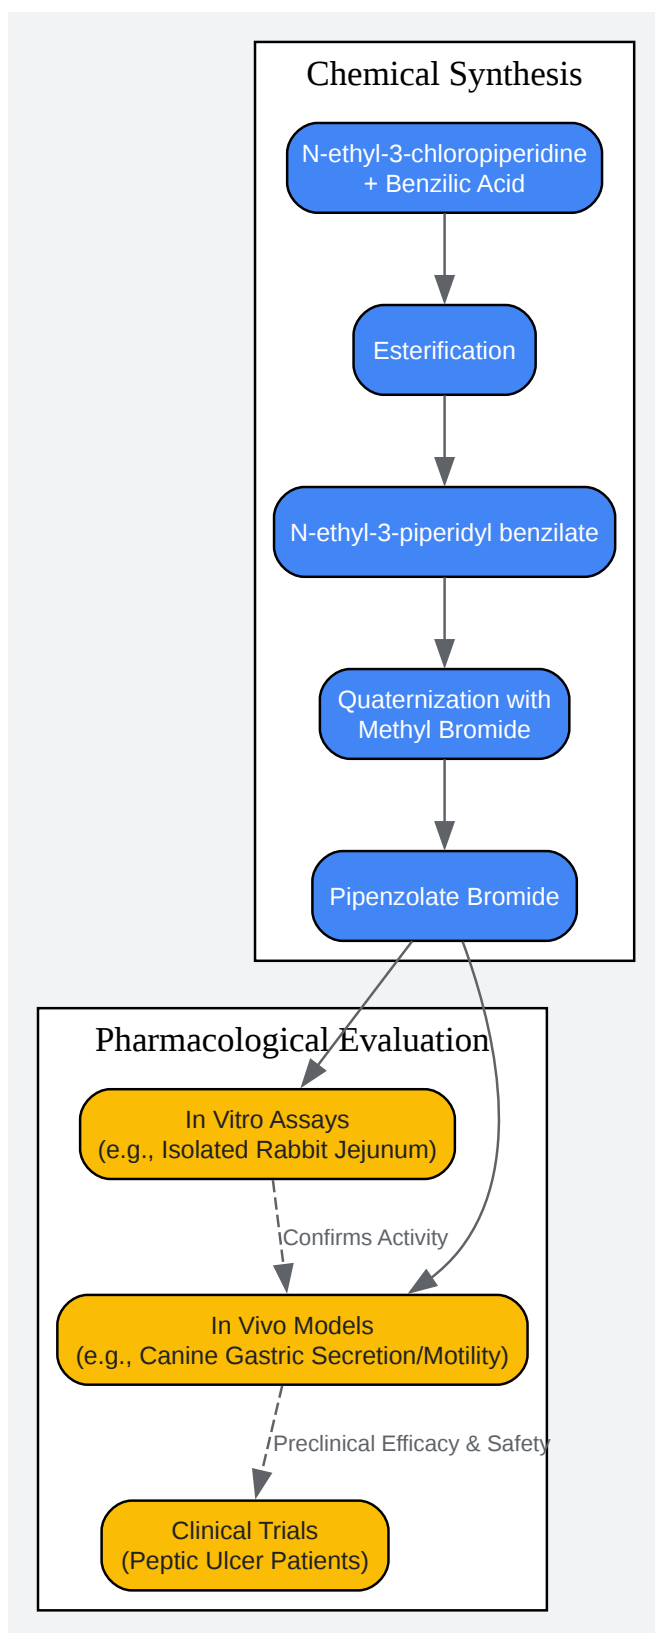 Chemical Synthesis
N-ethyl-3-chloropiperidine
+ Benzilic Acid
Esterification
N-ethyl-3-piperidyl benzilate
Quaternization with
Methyl Bromide
Pipenzolate Bromide
Pharmacological Evaluation
In Vitro Assays
(e.g., Isolated Rabbit Jejunum)
Confirms Activity
In Vivo Models
(e.g., Canine Gastric Secretion/Motility)
Preclinical Efficacy & Safety
Clinical Trials
(Peptic Ulcer Patients)